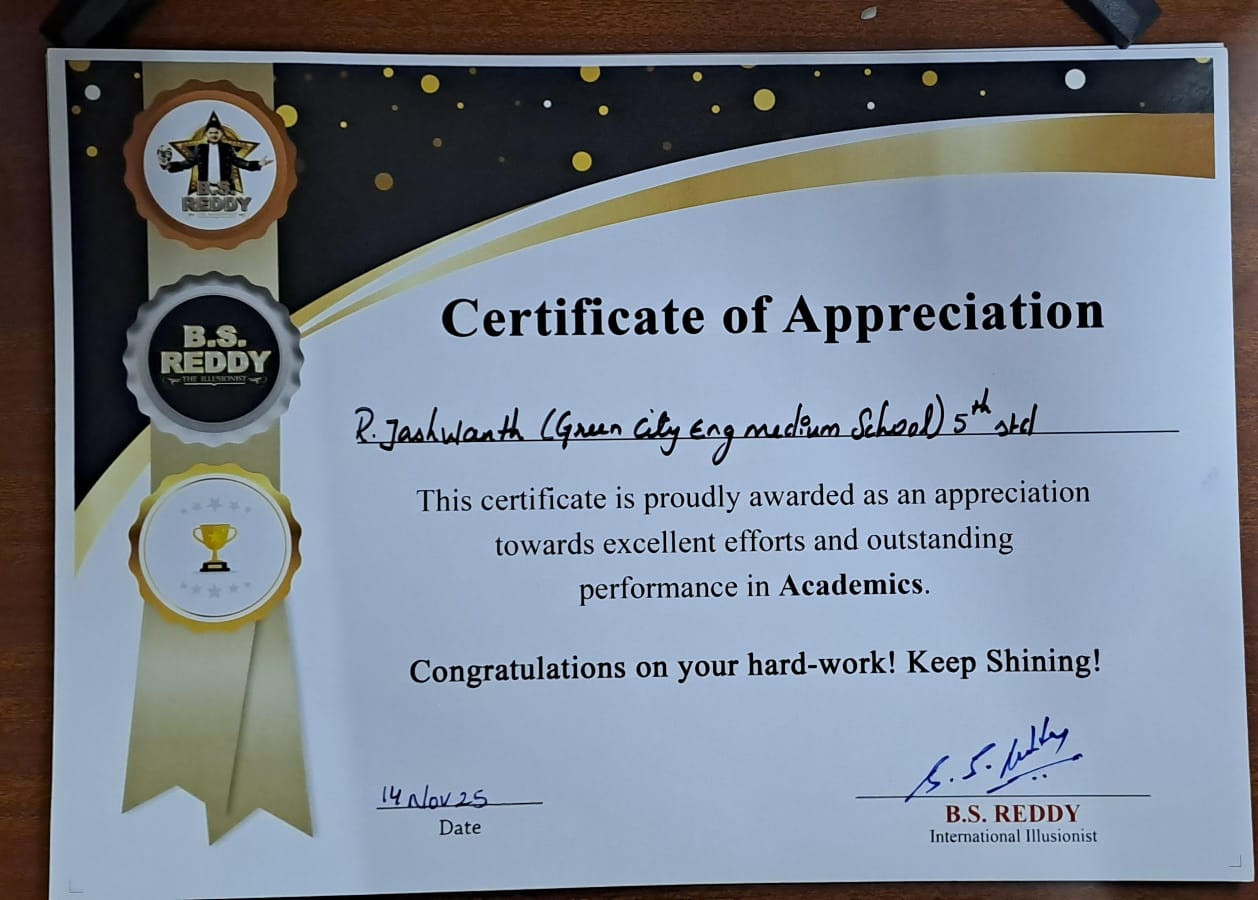 B.S.
REDDY
B.S.
REDDY
THE ILLUSIONIST
Certificate of Appreciation
R. Jashwanth (Green City Eng medium School) 5th std
This certificate is proudly awarded as an appreciation
towards excellent efforts and outstanding
performance in Academics.
Congratulations on your hard-work! Keep Shining!
14 Nov 25
Date
B.S. Reddy
B.S. REDDY
International Illusionist